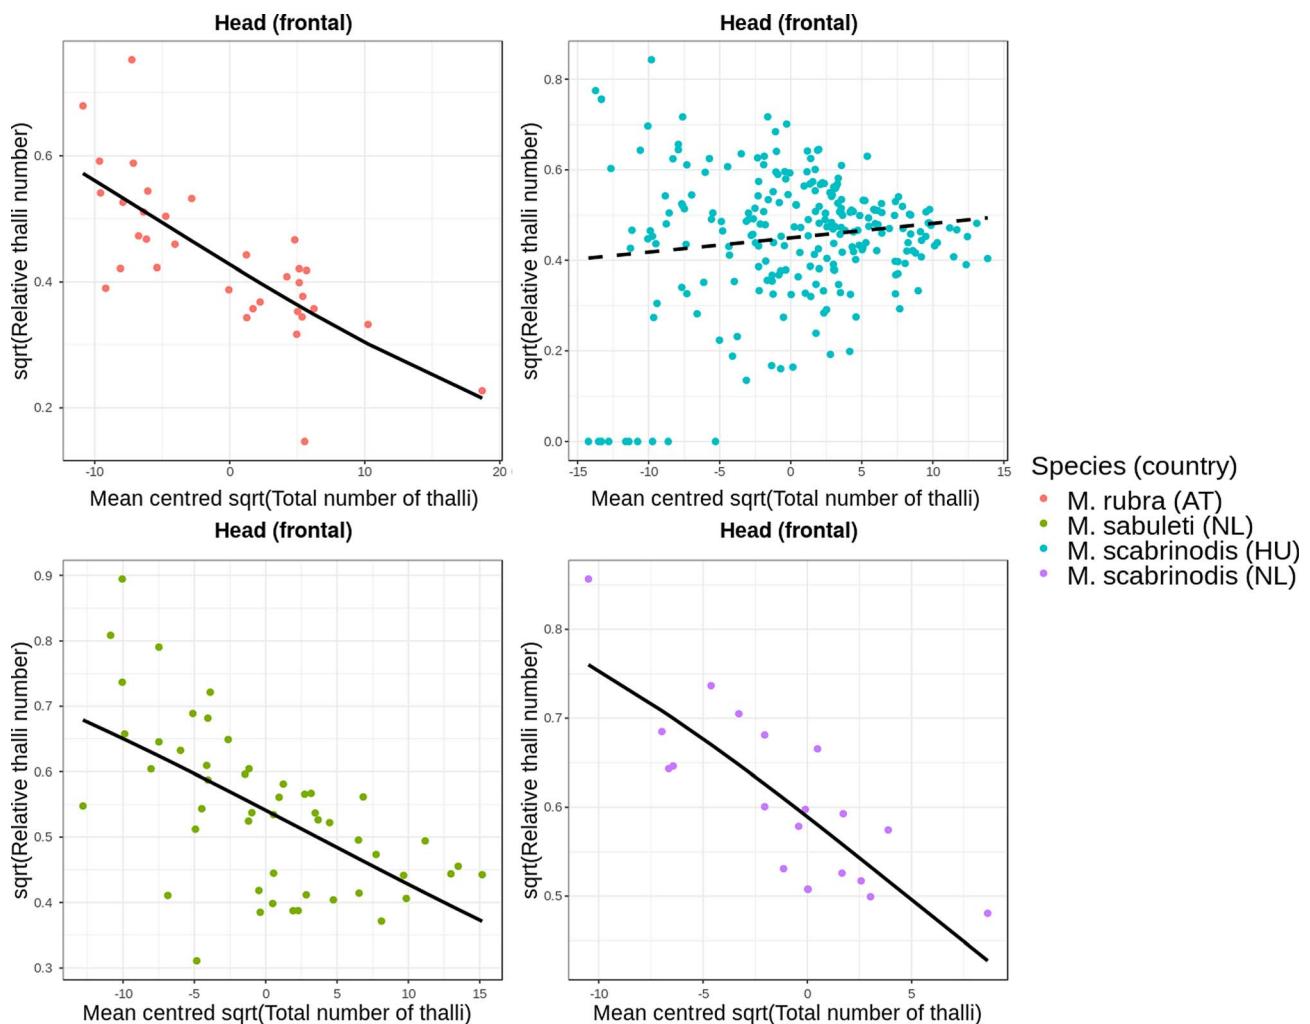 Head (frontal)
sqrt(Relative thalli number)
0.6
0.4
0.2
-10 0 10 20
Mean centred sqrt(Total number of thalli)
Head (frontal)
sqrt(Relative thalli number)
0.8
0.6
0.4
0.2
0.0
-15 -10 -5 0 5 10 15
Mean centred sqrt(Total number of thalli)
Head (frontal)
sqrt(Relative thalli number)
0.9
0.8
0.7
0.6
0.5
0.4
0.3
-10 -5 0 5 10 15
Mean centred sqrt(Total number of thalli)
Head (frontal)
sqrt(Relative thalli number)
0.8
0.7
0.6
0.5
-10 -5 0 5
Mean centred sqrt(Total number of thalli)
Species (country)
M. rubra (AT)
M. sabuleti (NL)
M. scabrinodis (HU)
M. scabrinodis (NL)